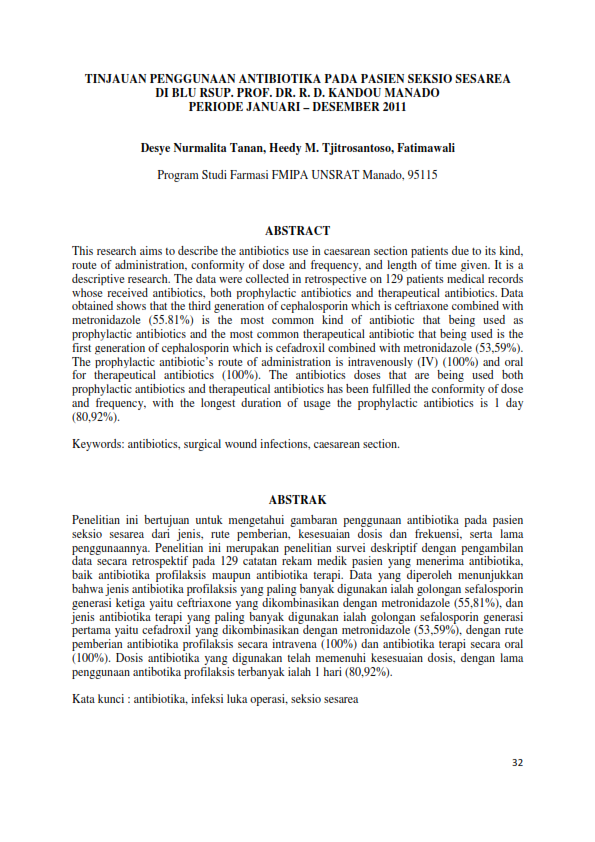 TINJAUAN PENGGUNAAN ANTIBIOTIKA PADA PASIEN SEKSIO SESAREA
DI BLU RSUP. PROF. DR. R. D. KANDOU MANADO
PERIODE JANUARI – DESEMBER 2011
Desye Nurmalita Tanan, Heedy M. Tjitrosantoso, Fatimawali
Program Studi Farmasi FMIPA UNSRAT Manado, 95115
ABSTRACT
This research aims to describe the antibiotics use in caesarean section patients due to its kind,
route of administration, conformity of dose and frequency, and length of time given. It is a
descriptive research. The data were collected in retrospective on 129 patients medical records
whose received antibiotics, both prophylactic antibiotics and therapeutical antibiotics. Data
obtained shows that the third generation of cephalosporin which is ceftriaxone combined with
metronidazole (55.81%) is the most common kind of antibiotic that being used as
prophylactic antibiotics and the most common therapeutical antibiotic that being used is the
first generation of cephalosporin which is cefadroxil combined with metronidazole (53,59%).
The prophylactic antibiotic's route of administration is intravenously (IV) (100%) and oral
for therapeutical antibiotics (100%). The antibiotics doses that are being used both
prophylactic antibiotics and therapeutical antibiotics has been fulfilled the conformity of dose
and frequency, with the longest duration of usage the prophylactic antibiotics is 1 day
(80,92%).
Keywords: antibiotics, surgical wound infections, caesarean section.
ABSTRAK
Penelitian ini bertujuan untuk mengetahui gambaran penggunaan antibiotika pada pasien
seksio sesarea dari jenis, rute pemberian, kesesuaian dosis dan frekuensi, serta lama
penggunaannya. Penelitian ini merupakan penelitian survei deskriptif dengan pengambilan
data secara retrospektif pada 129 catatan rekam medik pasien yang menerima antibiotika,
baik antibiotika profilaksis maupun antibiotika terapi. Data yang diperoleh menunjukkan
bahwa jenis antibiotika profilaksis yang paling banyak digunakan ialah golongan sefalosporin
generasi ketiga yaitu ceftriaxone yang dikombinasikan dengan metronidazole (55,81%), dan
jenis antibiotika terapi yang paling banyak digunakan ialah golongan sefalosporin generasi
pertama yaitu cefadroxil yang dikombinasikan dengan metronidazole (53,59%), dengan rute
pemberian antibiotika profilaksis secara intravena (100%) dan antibiotika terapi secara oral
(100%). Dosis antibiotika yang digunakan telah memenuhi kesesuaian dosis, dengan lama
penggunaan antibotika profilaksis terbanyak ialah 1 hari (80,92%).
Kata kunci : antibiotika, infeksi luka operasi, seksio sesarea
32